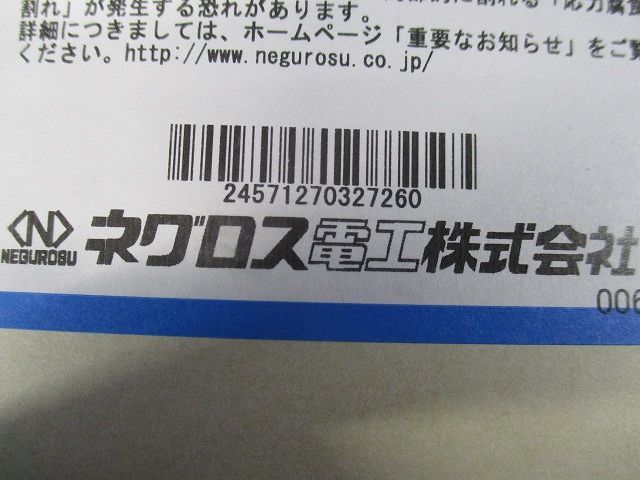 割れ」が発生する恐れがあります。
詳細につきましては、ホームページ「重要なお知らせ」をご覧
ください。http://www.negurosu.co.jp/
24571270327260
N NEGUROSU ネグロス電工株式会社
006